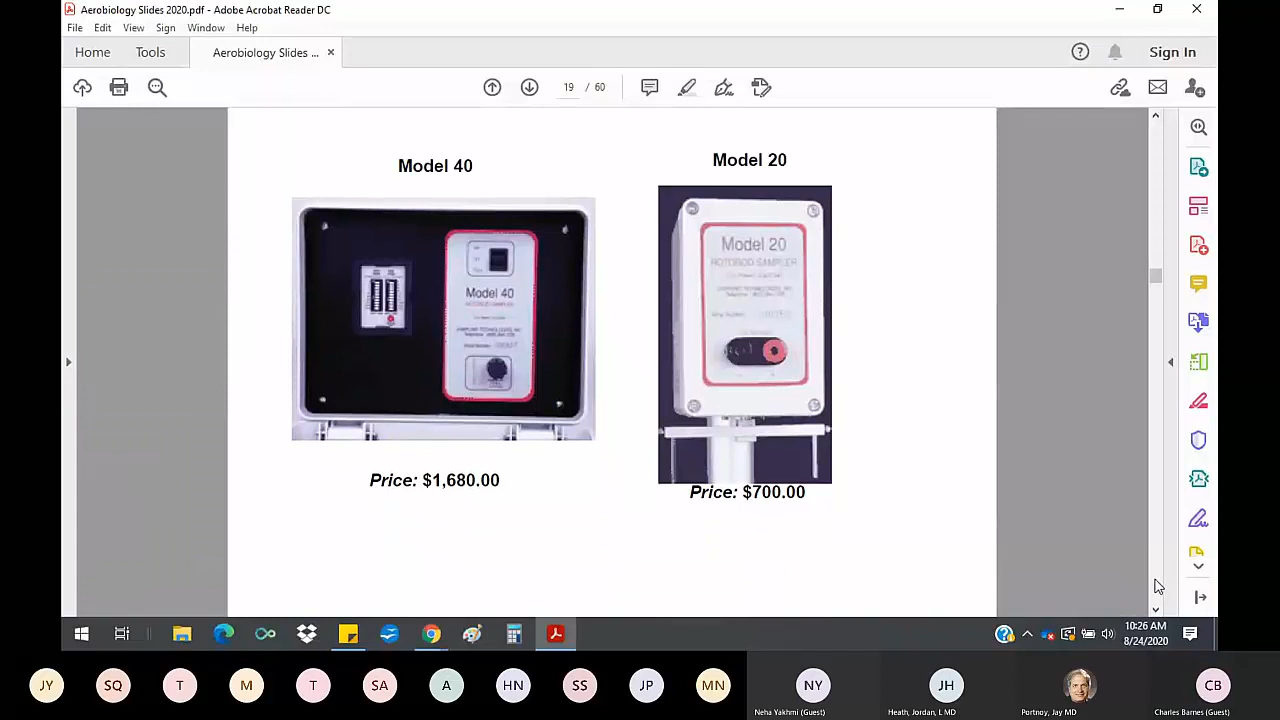 Aerobiology Slides 2020.pdf - Adobe Acrobat Reader DC
File Edit View Sign Window Help
Home Tools Aerobiology Slides ... × Sign In
19 / 60
Model 40
Model 20
Model 40
Model 20
ROTOROD SAMPLER
Price: $1,680.00
Price: $700.00
10:26 AM
8/24/2020
JY SQ T M T SA A HN SS JP MN NY JH CB
Neha Yakhmi (Guest) Heath, Jordan, L MD Portnoy, Jay MD Charles Barnes (Guest)